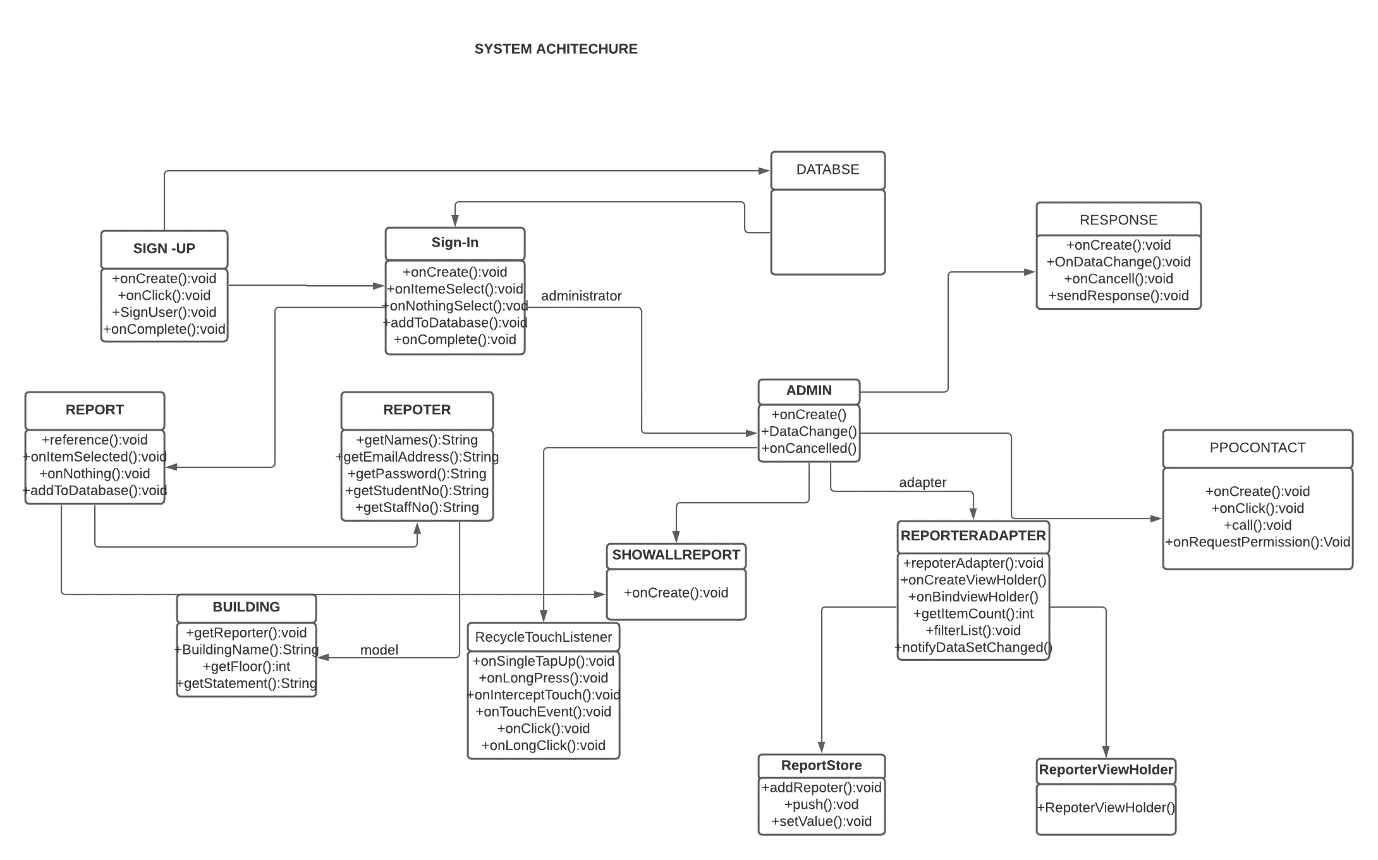 SYSTEM ACHITECHURE
DATABSE
SIGN -UP
+onCreate():void
+onClick():void
+SignUser():void
+onComplete():void
Sign-In
+onCreate():void
+onItemeSelect():void
+onNothingSelect():void
+addToDatabase():void
+onComplete():void
administrator
RESPONSE
+onCreate():void
+OnDataChange():void
+onCancell():void
+sendResponse():void
REPORT
+reference():void
+onItemSelected():void
+onNothing():void
+addToDatabase():void
REPOTER
+getNames():String
+getEmailAddress():String
+getPassword():String
+getStudentNo():String
+getStaffNo():String
ADMIN
+onCreate()
+DataChange()
+onCancelled()
PPOCONTACT
+onCreate():void
+onClick():void
+call():void
+onRequestPermission():Void
adapter
SHOWALLREPORT
+onCreate():void
REPORTERADAPTER
+repoterAdapter():void
+onCreateViewHolder()
+onBindviewHolder()
+getItemCount():int
+filterList():void
+notifyDataSetChanged()
BUILDING
+getReporter():void
+BuildingName():String
+getFloor():int
+getStatement():String
model
RecycleTouchListener
+onSingleTapUp():void
+onLongPress():void
+onInterceptTouch():void
+onTouchEvent():void
+onClick():void
+onLongClick():void
ReportStore
+addRepoter():void
+push():vod
+setValue():void
ReporterViewHolder
+RepoterViewHolder()